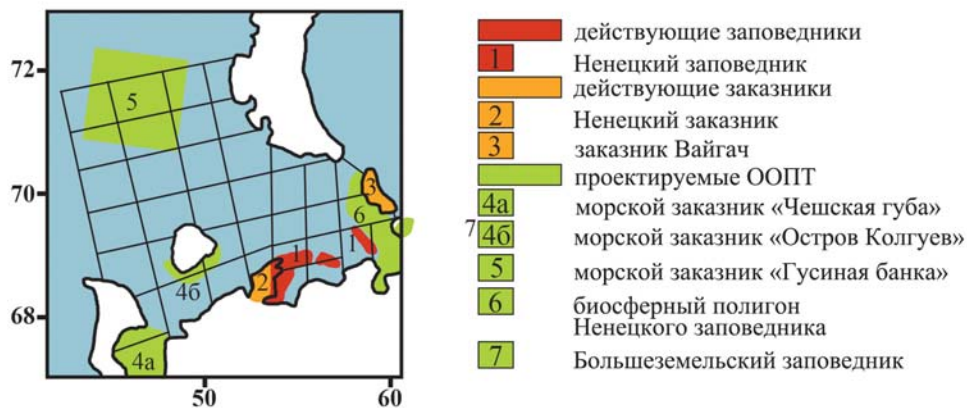 72
70
68
50
60
5
3
6
1
1
2
4б
4а
действующие заповедники
1 Ненецкий заповедник
действующие заказники
2 Ненецкий заказник
3 заказник Вайгач
проектируемые ООПТ
4а морской заказник «Чешская губа»
7
4б морской заказник «Остров Колгуев»
5 морской заказник «Гусиная банка»
6 биосферный полигон
Ненецкого заповедника
7 Большеземельский заповедник